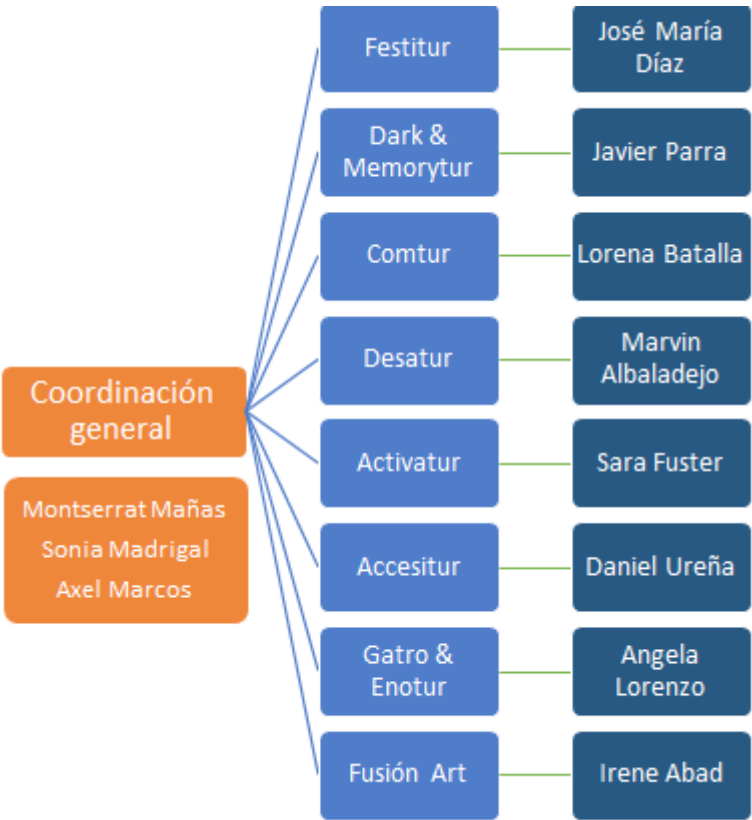 Festitur
José María
Díaz
Dark &
Memorytur
Javier Parra
Comtur
Lorena Batalla
Desatur
Marvin
Albaladejo
Coordinación
general
Activatur
Sara Fuster
Montserrat Mañas
Sonia Madrigal
Axel Marcos
Accesitur
Daniel Ureña
Gatro &
Enotur
Angela
Lorenzo
Fusión Art
Irene Abad